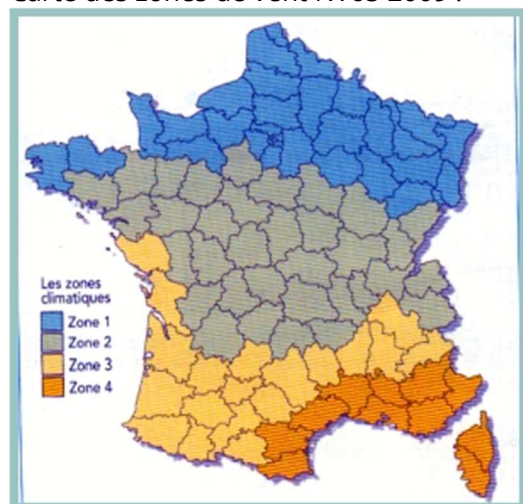 Carte des zones de vent NV65 2009 :
Les zones
climatiques
Zone 1
Zone 2
Zone 3
Zone 4